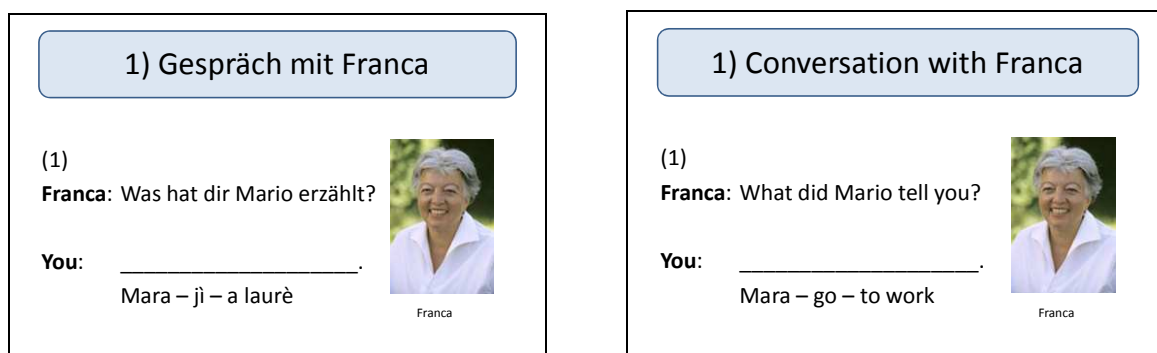 1) Gespräch mit Franca
(1)
Franca: Was hat dir Mario erzählt?
You: ____________________.
Mara – jì – a laurè
Franca
1) Conversation with Franca
(1)
Franca: What did Mario tell you?
You: ____________________.
Mara – go – to work
Franca